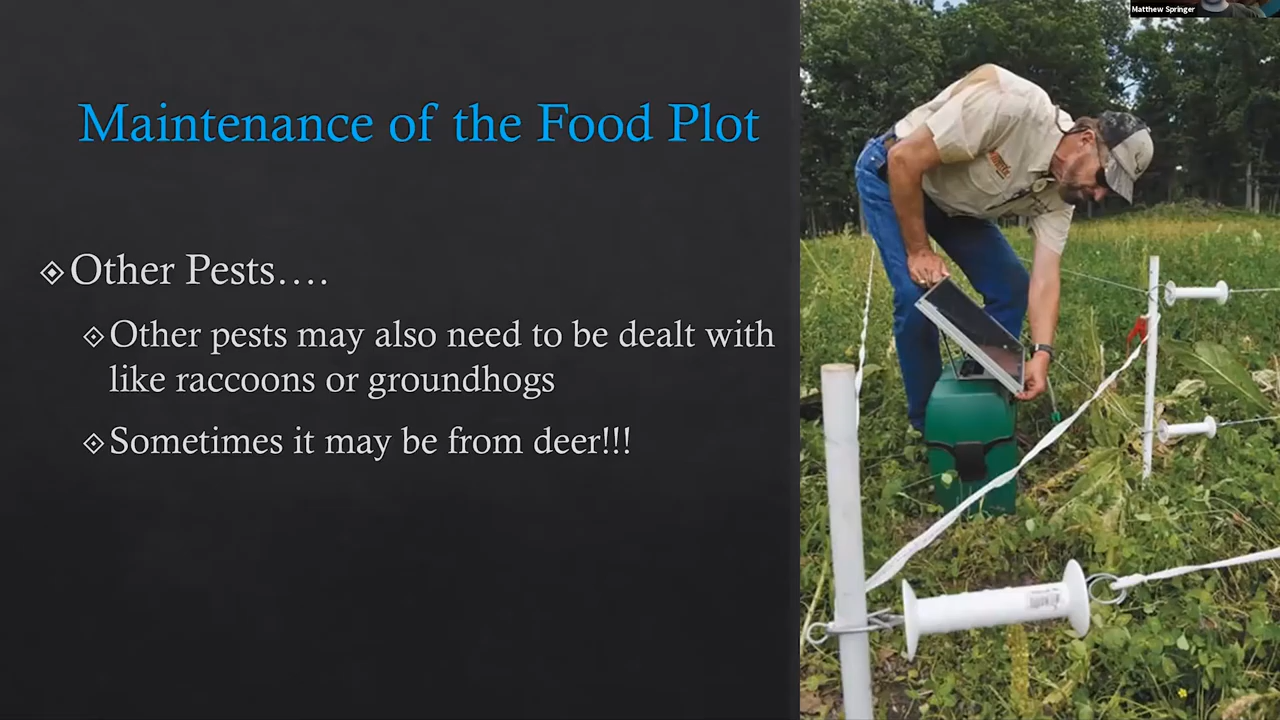 Matthew Springer
Maintenance of the Food Plot
Other Pests….
Other pests may also need to be dealt with
like raccoons or groundhogs
Sometimes it may be from deer!!!